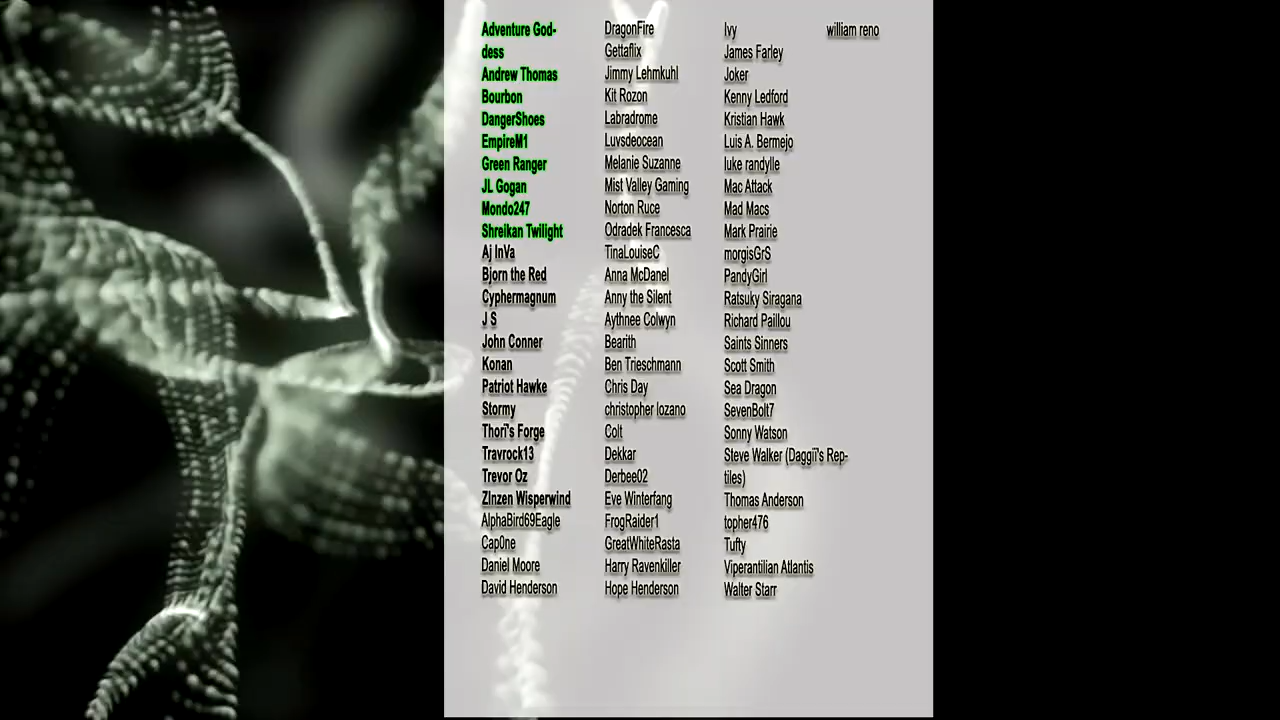 Adventure God-
dess
Andrew Thomas
Bourbon
DangerShoes
EmpireM1
Green Ranger
JL Gogan
Mondo247
Shreikan Twilight
Aj InVa
Bjorn the Red
Cyphermagnum
J S
John Conner
Konan
Patriot Hawke
Stormy
Thori's Forge
Travrock13
Trevor Oz
ZInzen Wisperwind
AlphaBird69Eagle
Cap0ne
Daniel Moore
David Henderson
DragonFire
Gettaflix
Jimmy Lehmkuhl
Kit Rozon
Labradrome
Luvsdeocean
Melanie Suzanne
Mist Valley Gaming
Norton Ruce
Odradek Francesca
TinaLouiseC
Anna McDanel
Anny the Silent
Aythnee Colwyn
Bearith
Ben Trieschmann
Chris Day
christopher lozano
Colt
Dekkar
Derbee02
Eve Winterfang
FrogRaider1
GreatWhiteRasta
Harry Ravenkiller
Hope Henderson
Ivy
James Farley
Joker
Kenny Ledford
Kristian Hawk
Luis A. Bermejo
luke randylle
Mac Attack
Mad Macs
Mark Prairie
morgisGrS
PandyGirl
Ratsuky Siragana
Richard Paillou
Saints Sinners
Scott Smith
Sea Dragon
SevenBolt7
Sonny Watson
Steve Walker (Daggii's Rep-
tiles)
Thomas Anderson
topher476
Tufty
Viperantilian Atlantis
Walter Starr
william reno